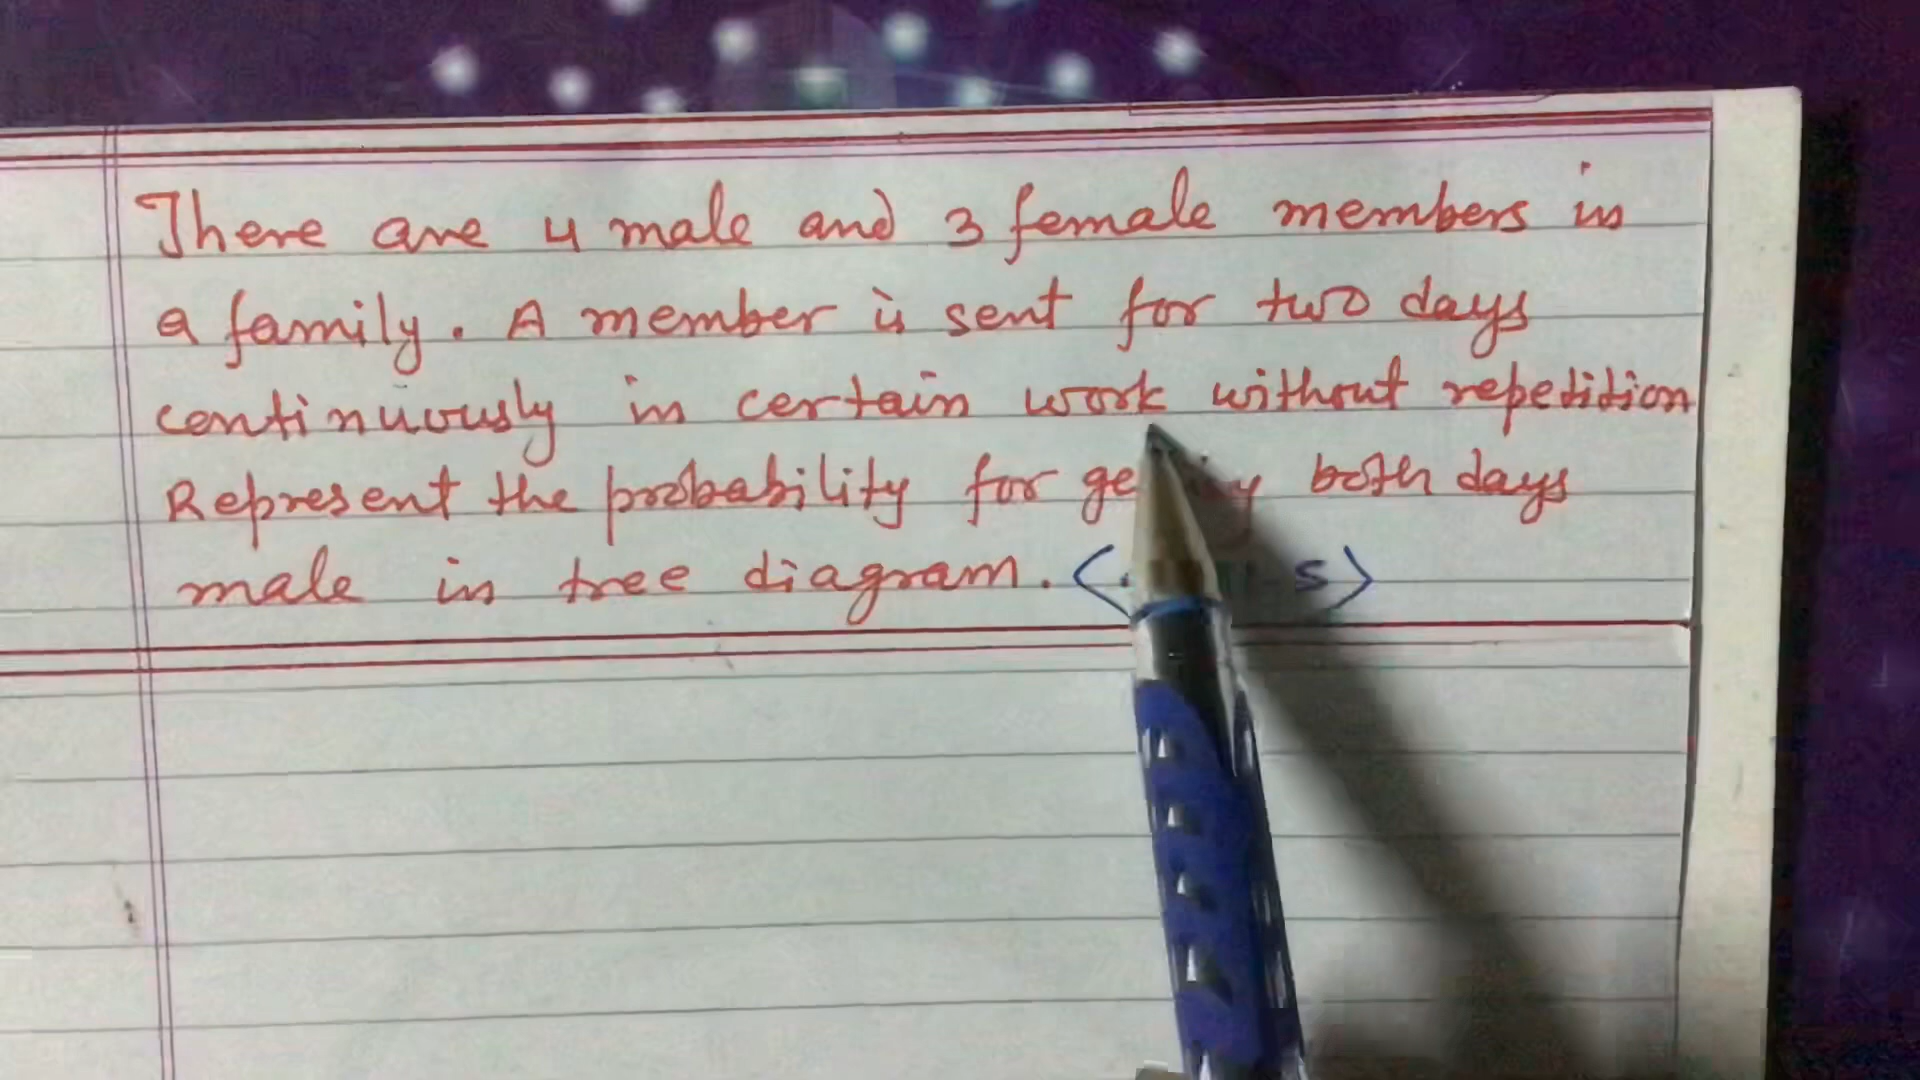 There are 4 male and 3 female members in
a family. A member is sent for two days
continuously in certain work without repetition
Represent the probability for both days
male in tree diagram.